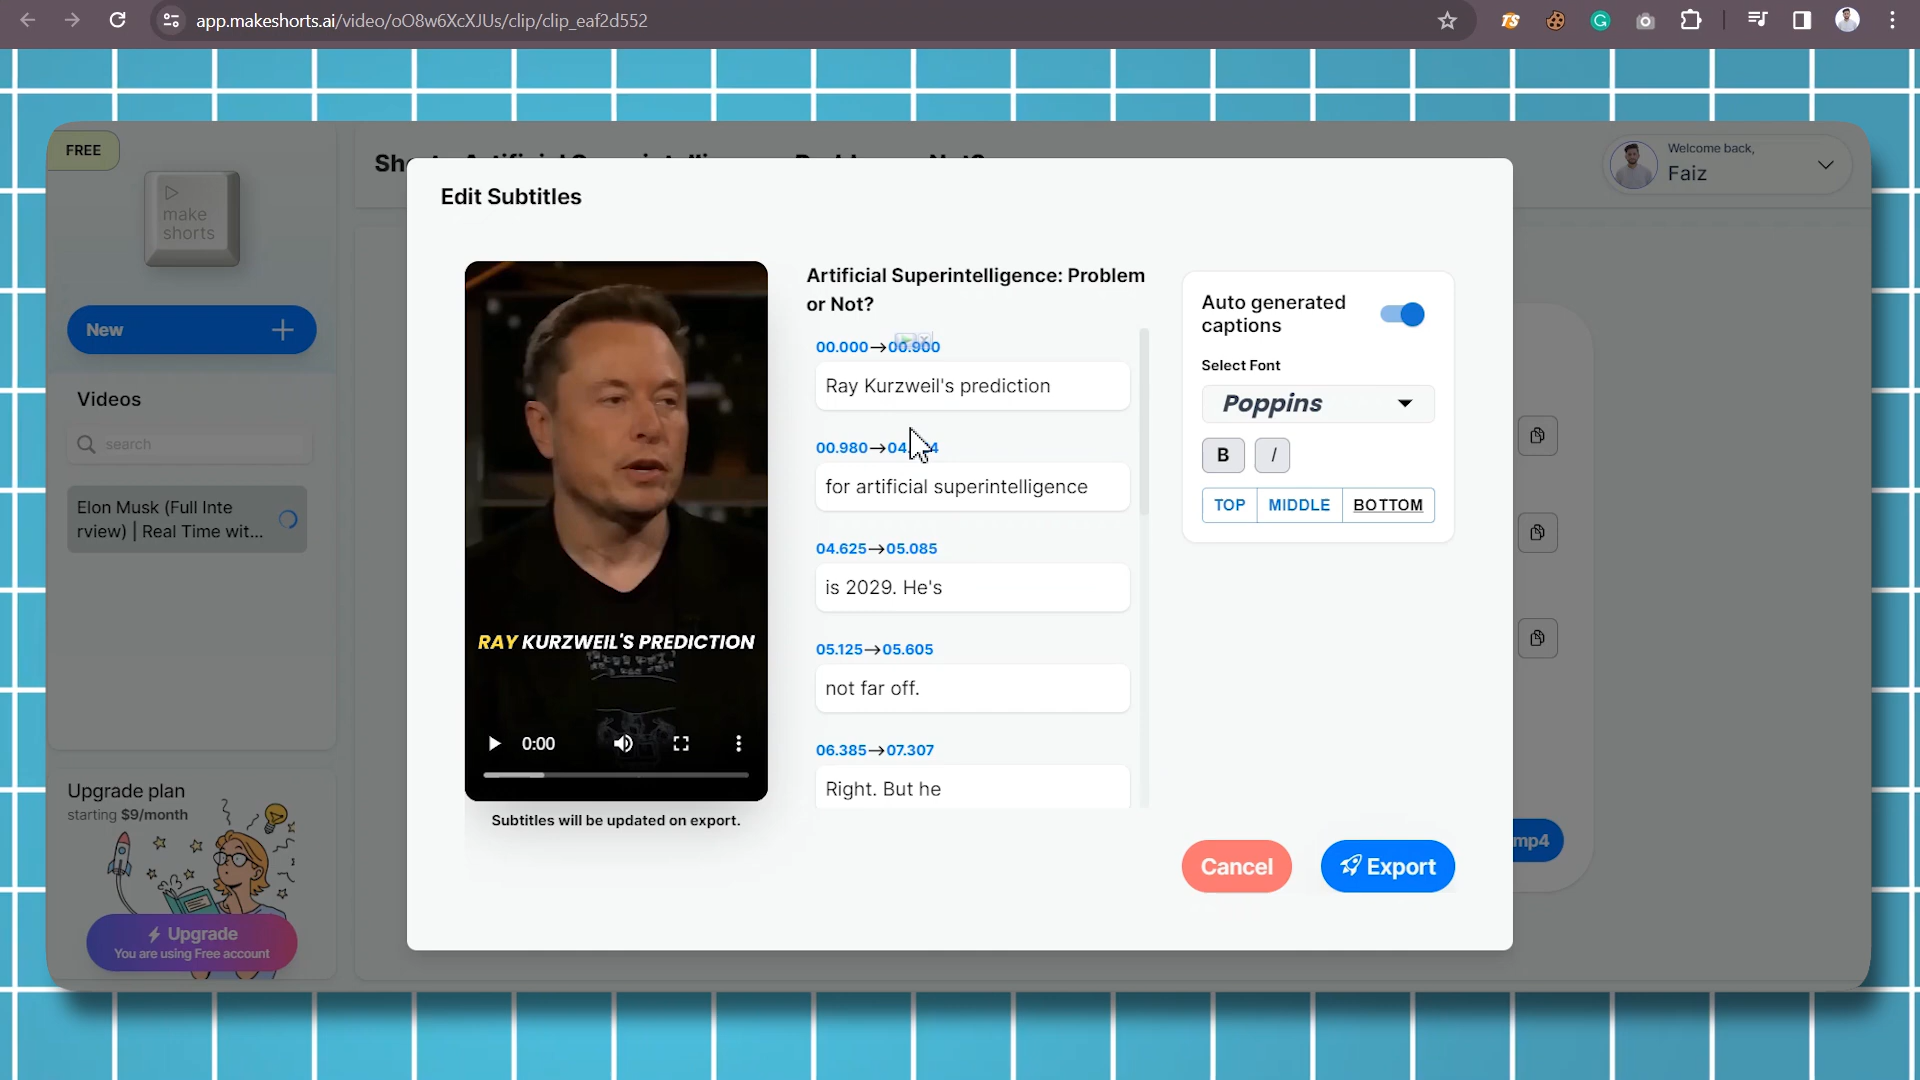 app.makeshorts.ai/video/oO8w6XcXJUs/clip/clip_eaf2d552
FREE
make
shorts
New
Videos
search
Elon Musk (Full Inte
rview) | Real Time wit...
Upgrade plan
starting $9/month
Upgrade
You are using Free account
Welcome back,
Faiz
Edit Subtitles
RAY KURZWEIL'S PREDICTION
0:00
Subtitles will be updated on export.
Artificial Superintelligence: Problem
or Not?
00.000→00.900
Ray Kurzweil's prediction
00.980→
for artificial superintelligence
04.625→05.085
is 2029. He's
05.125→05.605
not far off.
06.385→07.307
Right. But he
Auto generated
captions
Select Font
Poppins
B I
TOP MIDDLE BOTTOM
Cancel
Export
mp4